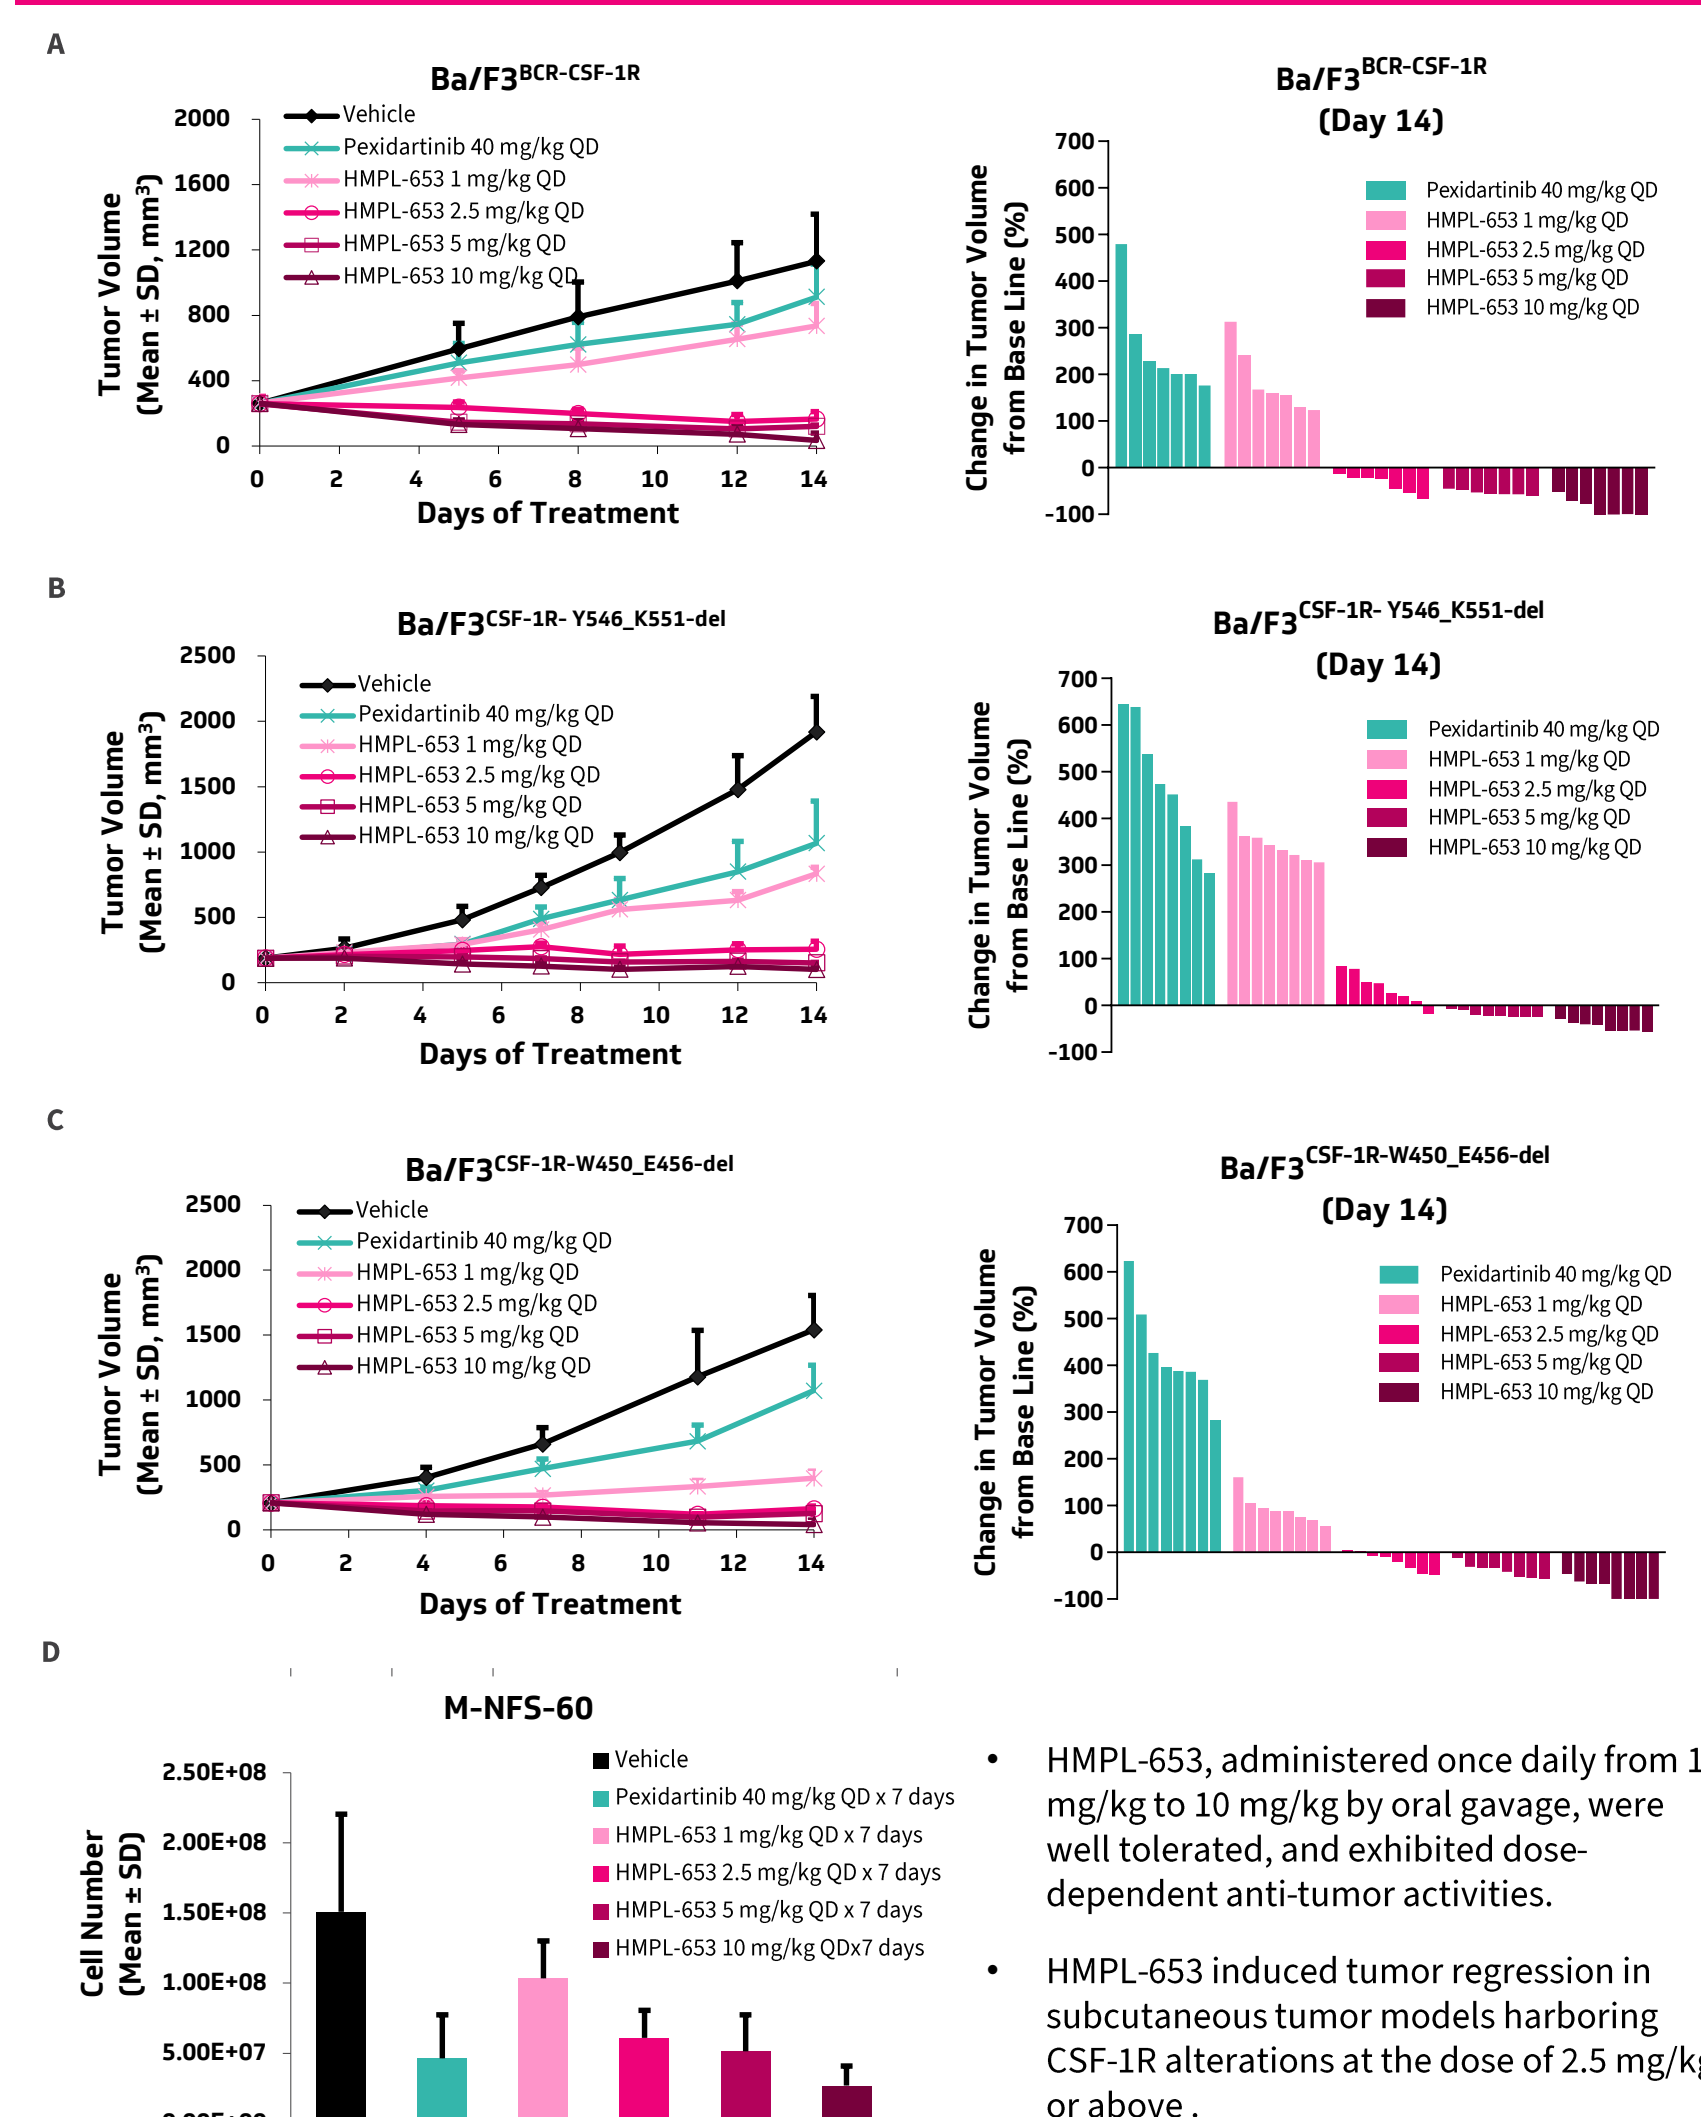 A
Ba/F3BCR-CSF-1R
Vehicle
Pexidartinib 40 mg/kg QD
HMPL-653 1 mg/kg QD
HMPL-653 2.5 mg/kg QD
HMPL-653 5 mg/kg QD
HMPL-653 10 mg/kg QD
Tumor Volume
(Mean ± SD, mm³)
2000
1600
1200
800
400
0
0 2 4 6 8 10 12 14
Days of Treatment
Ba/F3BCR-CSF-1R
(Day 14)
Change in Tumor Volume
from Base Line (%)
700
600
500
400
300
200
100
0
-100
Pexidartinib 40 mg/kg QD
HMPL-653 1 mg/kg QD
HMPL-653 2.5 mg/kg QD
HMPL-653 5 mg/kg QD
HMPL-653 10 mg/kg QD
B
Ba/F3CSF-1R- Y546_K551-del
Vehicle
Pexidartinib 40 mg/kg QD
HMPL-653 1 mg/kg QD
HMPL-653 2.5 mg/kg QD
HMPL-653 5 mg/kg QD
HMPL-653 10 mg/kg QD
Tumor Volume
(Mean ± SD, mm³)
2500
2000
1500
1000
500
0
0 2 4 6 8 10 12 14
Days of Treatment
Ba/F3CSF-1R- Y546_K551-del
(Day 14)
Change in Tumor Volume
from Base Line (%)
700
600
500
400
300
200
100
0
-100
Pexidartinib 40 mg/kg QD
HMPL-653 1 mg/kg QD
HMPL-653 2.5 mg/kg QD
HMPL-653 5 mg/kg QD
HMPL-653 10 mg/kg QD
C
Ba/F3CSF-1R-W450_E456-del
Vehicle
Pexidartinib 40 mg/kg QD
HMPL-653 1 mg/kg QD
HMPL-653 2.5 mg/kg QD
HMPL-653 5 mg/kg QD
HMPL-653 10 mg/kg QD
Tumor Volume
(Mean ± SD, mm³)
2500
2000
1500
1000
500
0
0 2 4 6 8 10 12 14
Days of Treatment
Ba/F3CSF-1R-W450_E456-del
(Day 14)
Change in Tumor Volume
from Base Line (%)
700
600
500
400
300
200
100
0
-100
Pexidartinib 40 mg/kg QD
HMPL-653 1 mg/kg QD
HMPL-653 2.5 mg/kg QD
HMPL-653 5 mg/kg QD
HMPL-653 10 mg/kg QD
D
M-NFS-60
Vehicle
Pexidartinib 40 mg/kg QD x 7 days
HMPL-653 1 mg/kg QD x 7 days
HMPL-653 2.5 mg/kg QD x 7 days
HMPL-653 5 mg/kg QD x 7 days
HMPL-653 10 mg/kg QDx7 days
Cell Number
(Mean ± SD)
2.50E+08
2.00E+08
1.50E+08
1.00E+08
5.00E+07
• HMPL-653, administered once daily from 1
mg/kg to 10 mg/kg by oral gavage, were
well tolerated, and exhibited dose-
dependent anti-tumor activities.
• HMPL-653 induced tumor regression in
subcutaneous tumor models harboring
CSF-1R alterations at the dose of 2.5 mg/kg
or above .